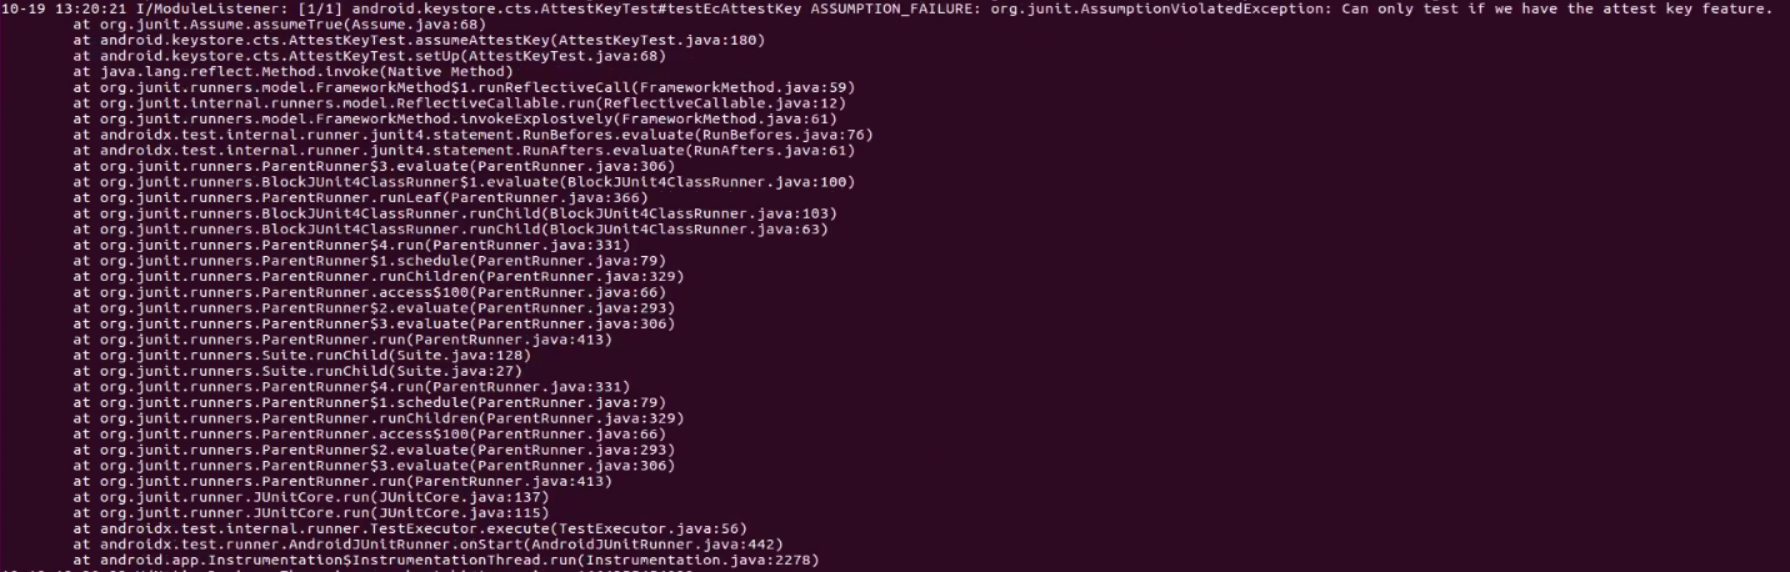 10-19 13:20:21 I/ModuleListener: [1/1] android.keystore.cts.AttestKeyTest#testEcAttestKey ASSUMPTION_FAILURE: org.junit.AssumptionViolatedException: Can only test if we have the attest key feature.
at org.junit.Assume.assumeTrue(Assume.java:68)
at android.keystore.cts.AttestKeyTest.assumeAttestKey(AttestKeyTest.java:180)
at android.keystore.cts.AttestKeyTest.setUp(AttestKeyTest.java:68)
at java.lang.reflect.Method.invoke(Native Method)
at org.junit.runners.model.FrameworkMethod$1.runReflectiveCall(FrameworkMethod.java:59)
at org.junit.internal.runners.model.ReflectiveCallable.run(ReflectiveCallable.java:12)
at org.junit.runners.model.FrameworkMethod.invokeExplosively(FrameworkMethod.java:61)
at androidx.test.internal.runner.junit4.statement.RunBefores.evaluate(RunBefores.java:76)
at androidx.test.internal.runner.junit4.statement.RunAfters.evaluate(RunAfters.java:61)
at org.junit.runners.ParentRunner$3.evaluate(ParentRunner.java:306)
at org.junit.runners.BlockJUnit4ClassRunner$1.evaluate(BlockJUnit4ClassRunner.java:100)
at org.junit.runners.ParentRunner.runLeaf(ParentRunner.java:366)
at org.junit.runners.BlockJUnit4ClassRunner.runChild(BlockJUnit4ClassRunner.java:103)
at org.junit.runners.BlockJUnit4ClassRunner.runChild(BlockJUnit4ClassRunner.java:63)
at org.junit.runners.ParentRunner$4.run(ParentRunner.java:331)
at org.junit.runners.ParentRunner$1.schedule(ParentRunner.java:79)
at org.junit.runners.ParentRunner.runChildren(ParentRunner.java:329)
at org.junit.runners.ParentRunner.access$100(ParentRunner.java:66)
at org.junit.runners.ParentRunner$2.evaluate(ParentRunner.java:293)
at org.junit.runners.ParentRunner$3.evaluate(ParentRunner.java:306)
at org.junit.runners.ParentRunner.run(ParentRunner.java:413)
at org.junit.runners.Suite.runChild(Suite.java:128)
at org.junit.runners.Suite.runChild(Suite.java:27)
at org.junit.runners.ParentRunner$4.run(ParentRunner.java:331)
at org.junit.runners.ParentRunner$1.schedule(ParentRunner.java:79)
at org.junit.runners.ParentRunner.runChildren(ParentRunner.java:329)
at org.junit.runners.ParentRunner.access$100(ParentRunner.java:66)
at org.junit.runners.ParentRunner$2.evaluate(ParentRunner.java:293)
at org.junit.runners.ParentRunner$3.evaluate(ParentRunner.java:306)
at org.junit.runners.ParentRunner.run(ParentRunner.java:413)
at org.junit.runner.JUnitCore.run(JUnitCore.java:137)
at org.junit.runner.JUnitCore.run(JUnitCore.java:115)
at androidx.test.internal.runner.TestExecutor.execute(TestExecutor.java:56)
at androidx.test.runner.AndroidJUnitRunner.onStart(AndroidJUnitRunner.java:442)
at android.app.Instrumentation$InstrumentationThread.run(Instrumentation.java:2278)